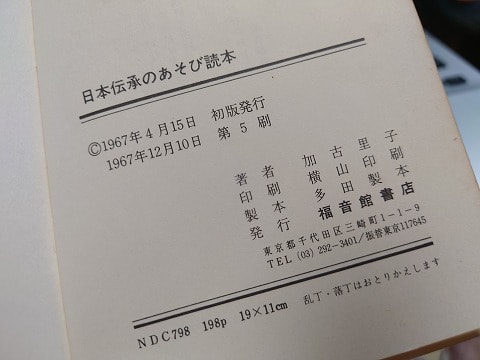 日本伝承のあそび読本
©1967年4月15日 初版発行
1967年12月10日 第5刷
著者 加古里子
印刷 横山印刷
製本 多田製本
発行 福音館書店
東京都千代田区三崎町1-1-9
TEL(03)292-3401/振替東京117645
NDC798 198p 19×11cm 乱丁・落丁はおとりかえします